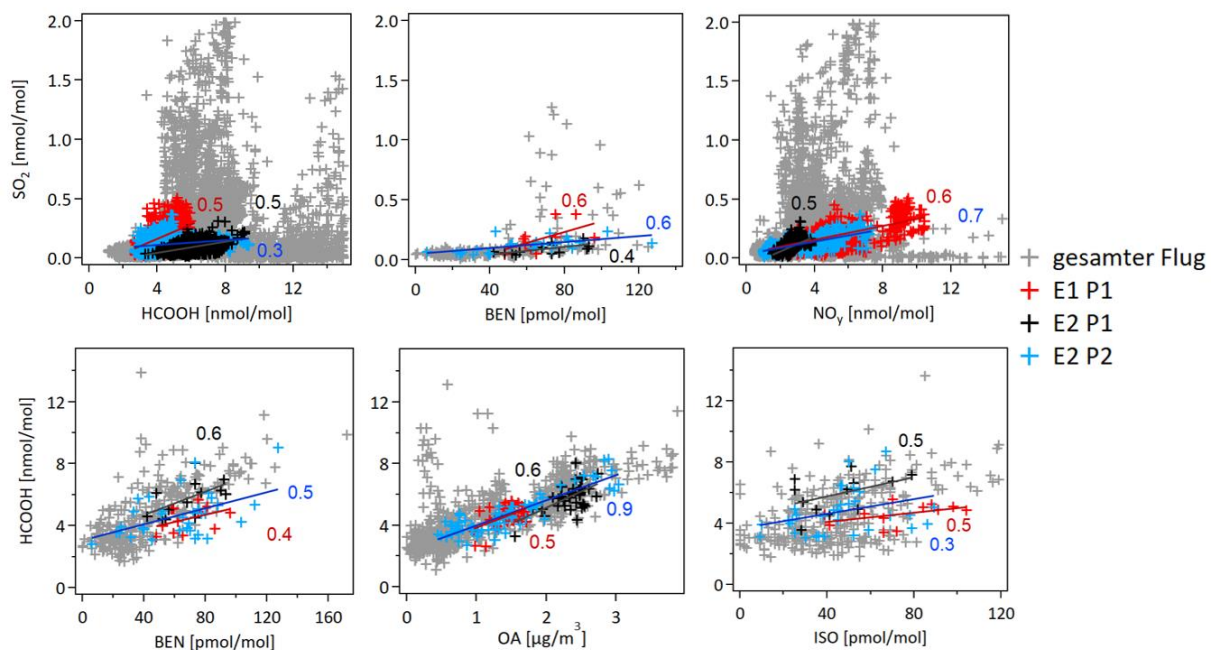 2.0
1.5
1.0
0.5
0.0
SO2 [nmol/mol]
0.5
0.5
0.3
0 4 8 12
HCOOH [nmol/mol]
2.0
1.5
1.0
0.5
0.0
0.6
0.6
0.4
0 40 80 120
BEN [pmol/mol]
2.0
1.5
1.0
0.5
0.0
0.5
0.6
0.7
0 4 8 12
NOy [nmol/mol]
gesamter Flug
E1 P1
E2 P1
E2 P2
12
8
4
0
HCOOH [nmol/mol]
0.6
0.5
0.4
0 40 80 120 160
BEN [pmol/mol]
12
8
4
0
0.6
0.9
0.5
0 1 2 3
OA [µg/m³]
12
8
4
0
0.5
0.5
0.3
0 40 80 120
ISO [pmol/mol]